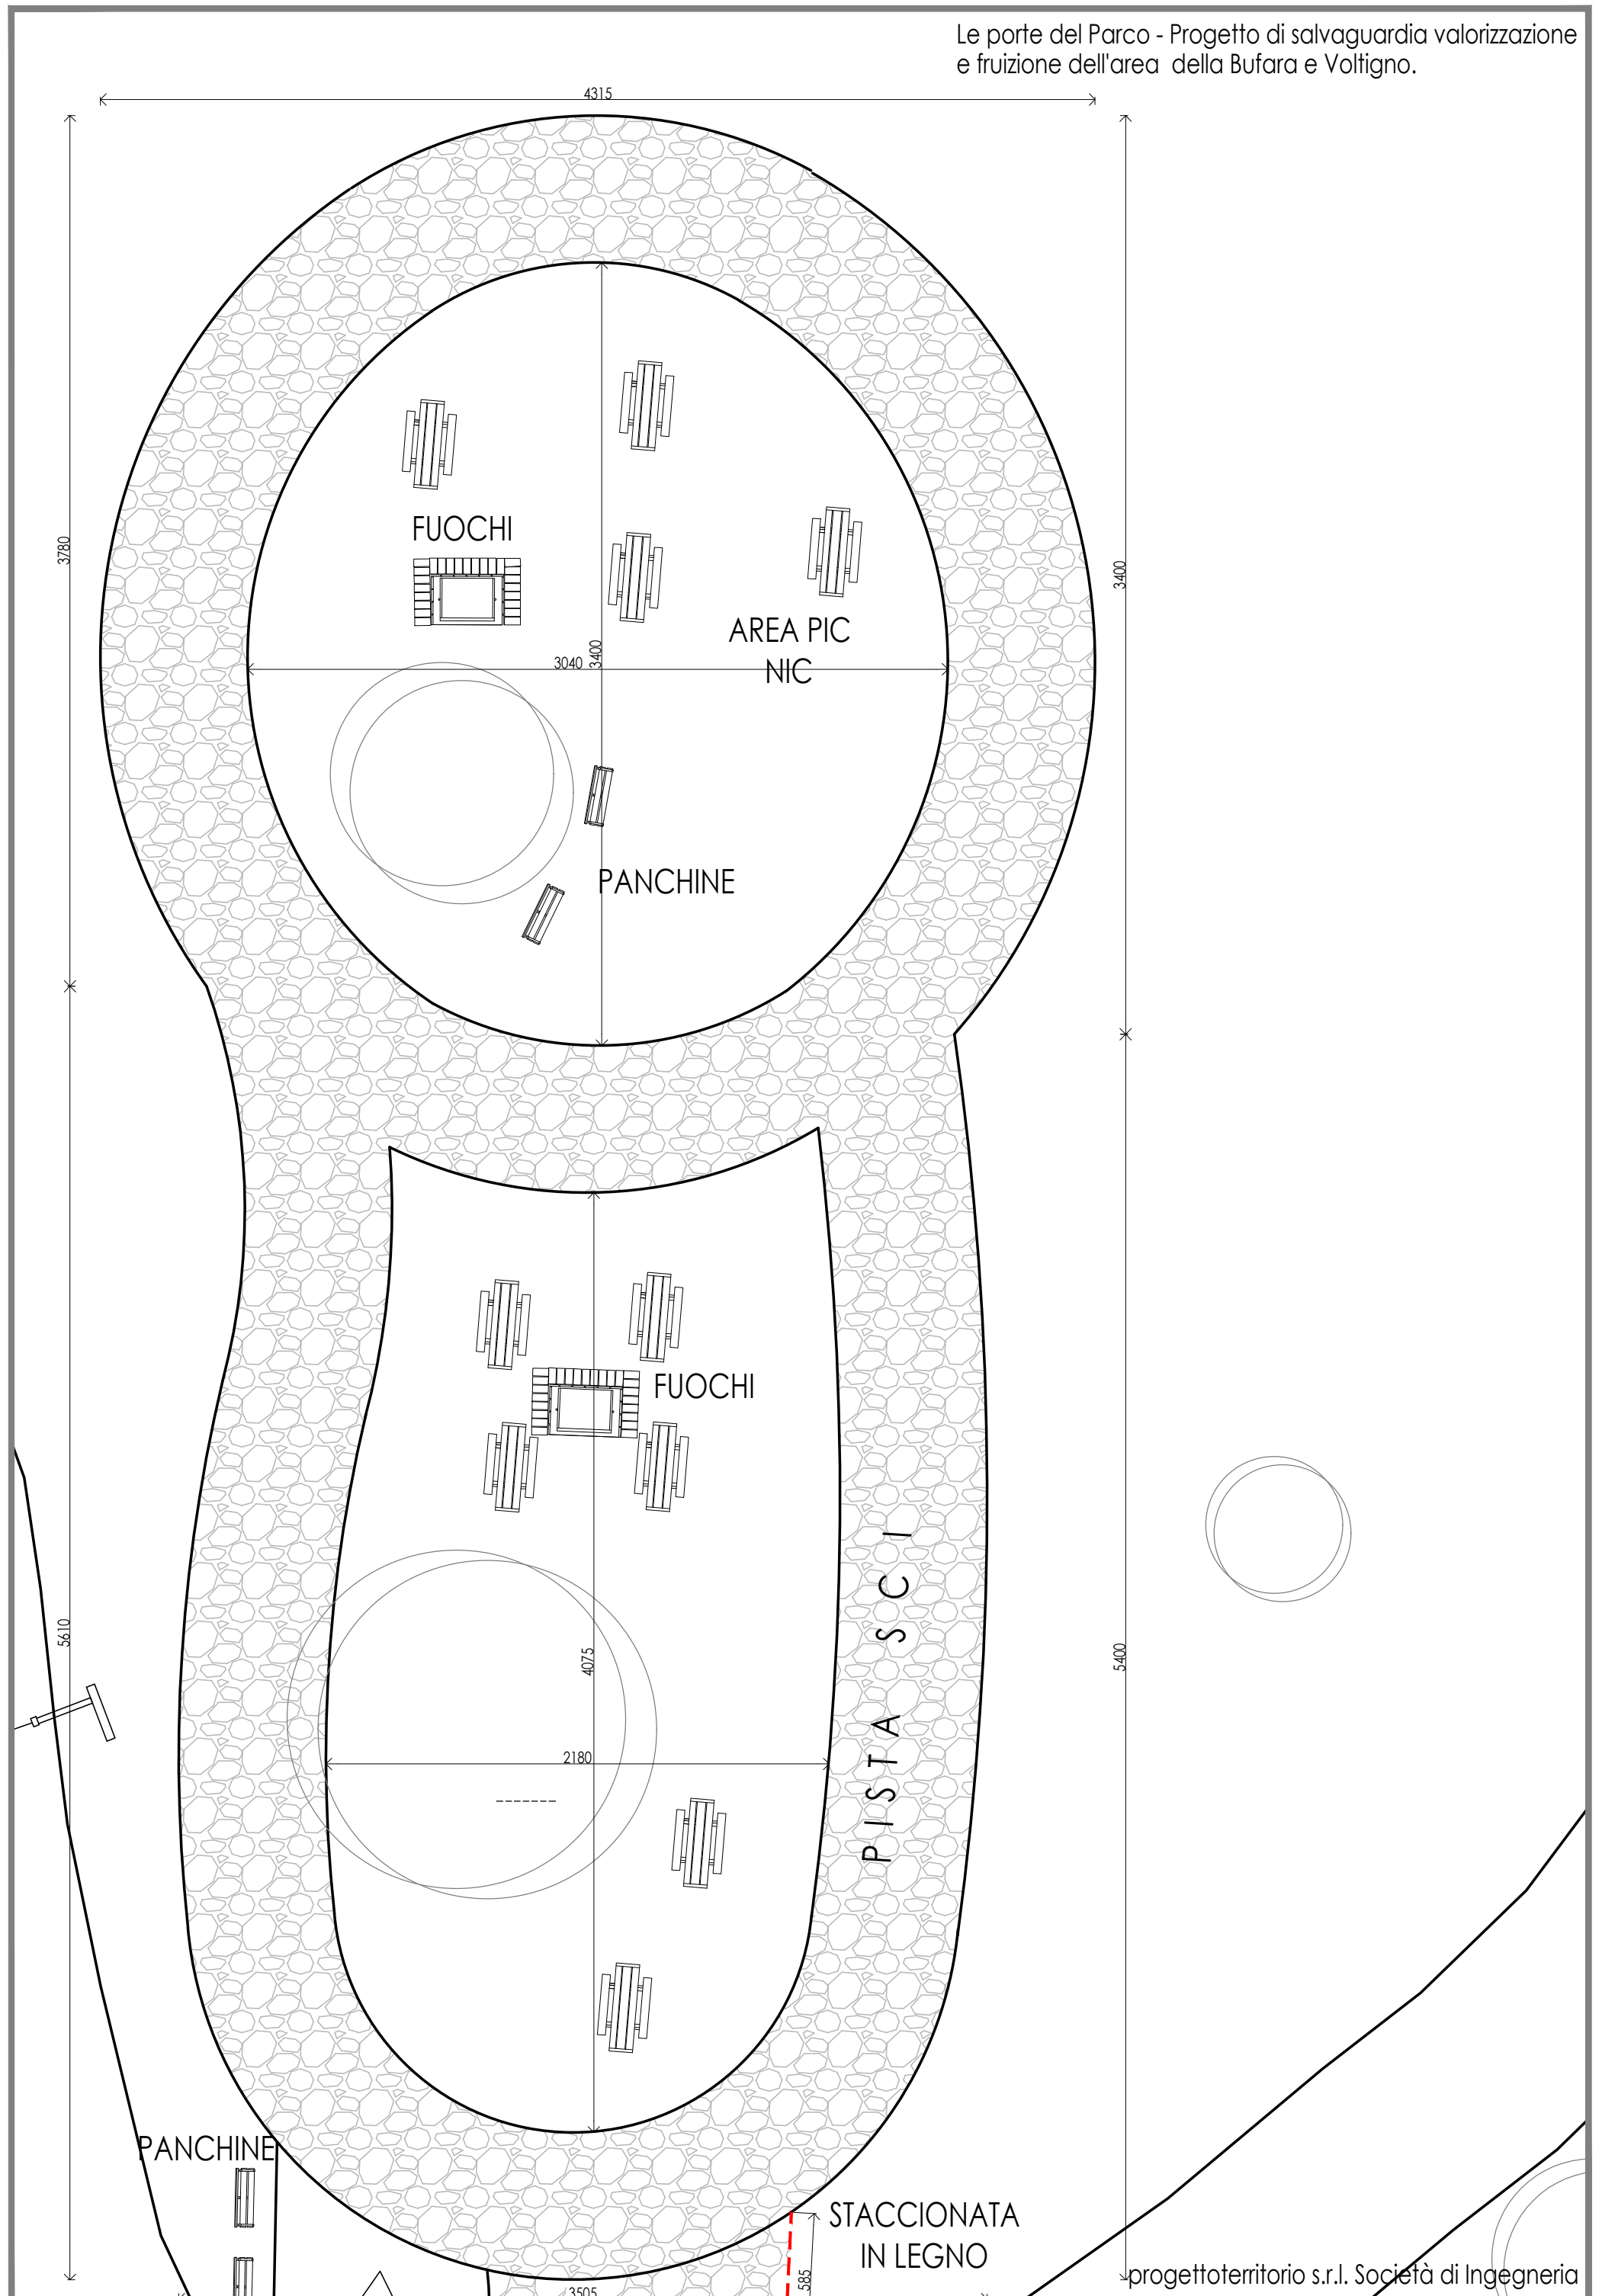 Le porte del Parco - Progetto di salvaguardia valorizzazione
e fruizione dell'area della Bufara e Voltigno.
4315
3780
3400
FUOCHI
AREA PIC
NIC
3040
3400
PANCHINE
FUOCHI
PISTA SCI
5610
4075
5400
2180
PANCHINE
STACCIONATA
IN LEGNO
585
3505
progettoterritorio s.r.l. Società di Ingegneria